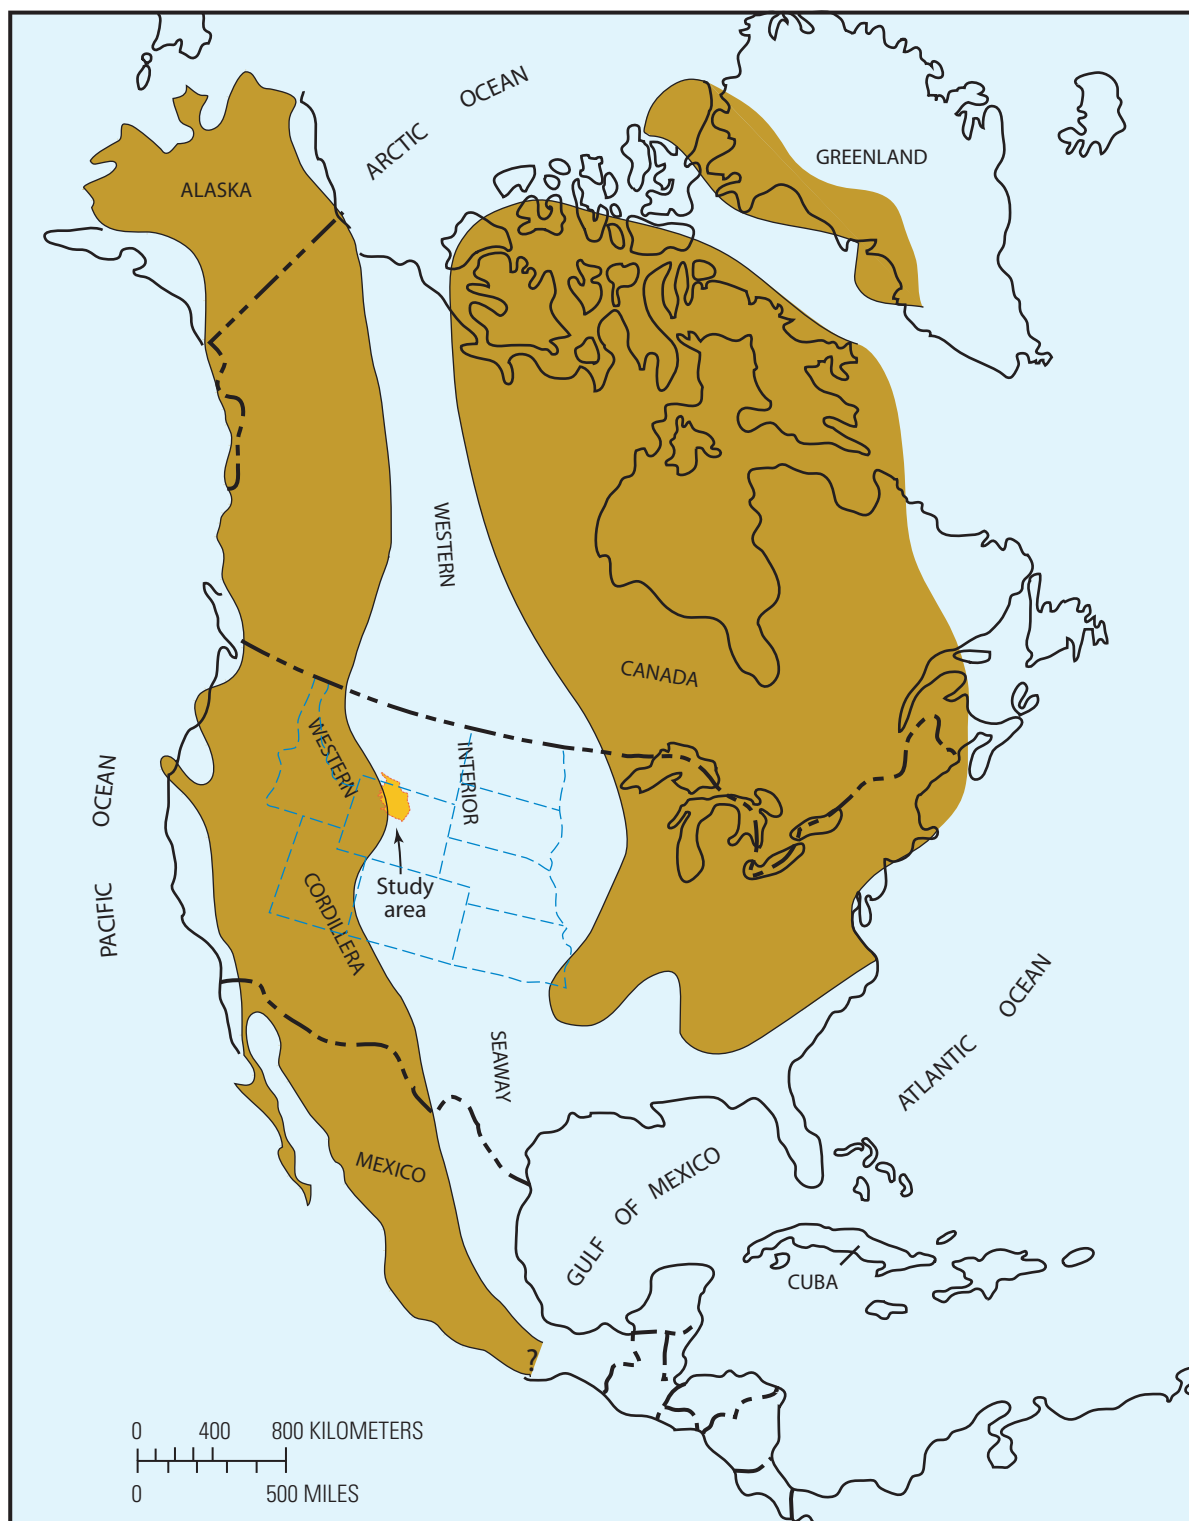 ARCTIC OCEAN
GREENLAND
ALASKA
WESTERN
CANADA
WESTERN
INTERIOR
PACIFIC OCEAN
Study
area
CORDILLERA
SEAWAY
ATLANTIC OCEAN
MEXICO
GULF OF MEXICO
CUBA
?
0 400 800 KILOMETERS
0 500 MILES